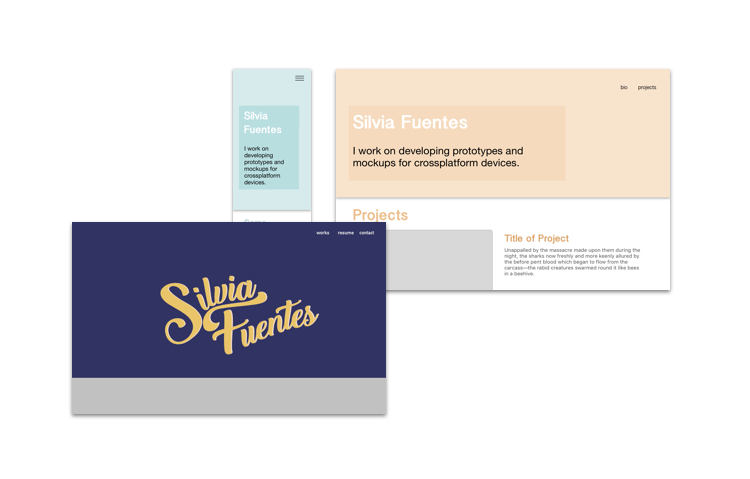 Silvia
Fuentes
I work on
developing
prototypes and
mockups for
crossplatform
devices.
bio projects
Silvia Fuentes
I work on developing prototypes and
mockups for crossplatform devices.
Projects
Title of Project
Unappalled by the massacre made upon them during the
night, the sharks now freshly and more keenly allured by
the before pent blood which began to flow from the
carcass—the rabid creatures swarmed round it like bees
in a beehive.
works resume contact
Silvia
Fuentes